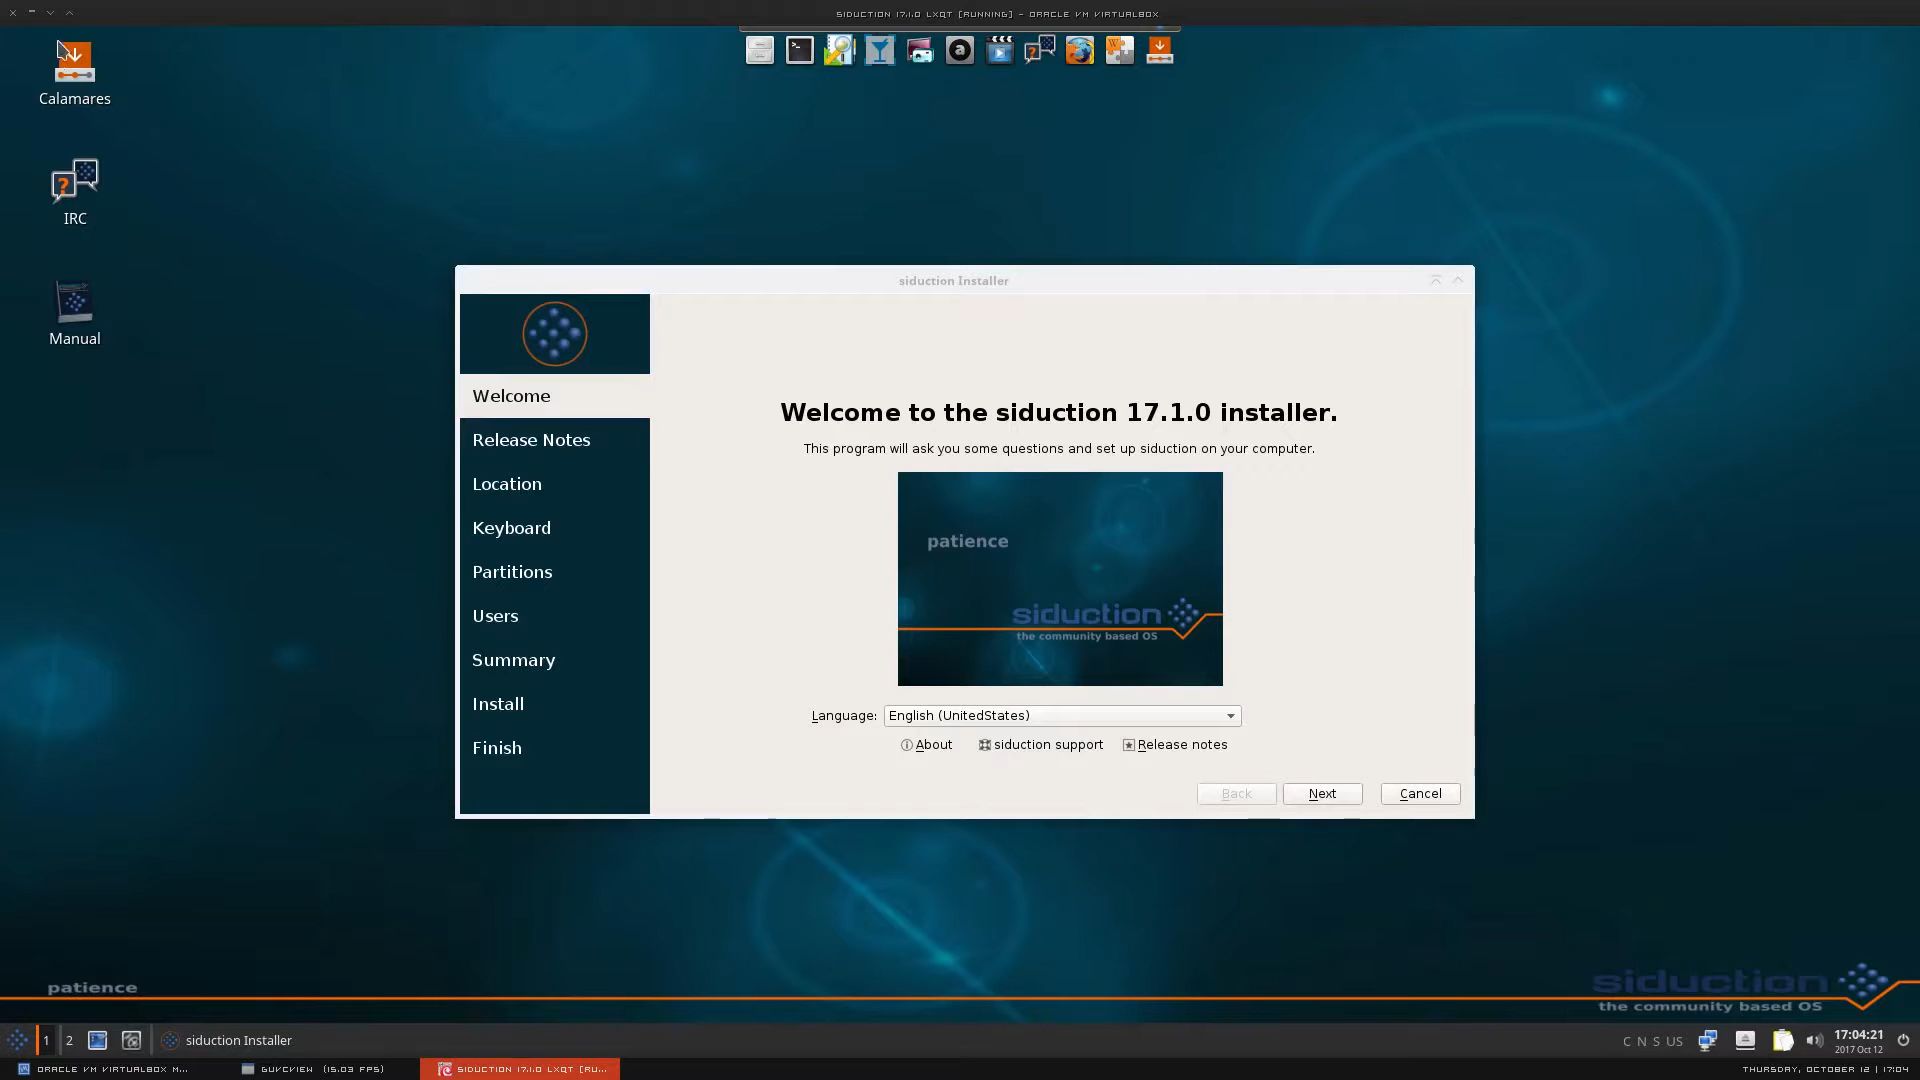 SIDUCTION 17.1.0 LXQT [RUNNING] - ORACLE VM VIRTUALBOX
Calamares
IRC
Manual
siduction Installer
Welcome
Release Notes
Location
Keyboard
Partitions
Users
Summary
Install
Finish
Welcome to the siduction 17.1.0 installer.
This program will ask you some questions and set up siduction on your computer.
patience
siduction
the community based OS
Language: English (UnitedStates)
About siduction support Release notes
Back Next Cancel
patience
siduction
the community based OS
1 2 siduction Installer
C N S US
17:04:21
2017 Oct 12
ORACLE VM VIRTUALBOX M...
GUVCVIEW (15.03 FPS)
SIDUCTION 17.1.0 LXQT [RU...
THURSDAY, OCTOBER 12 | 17:04